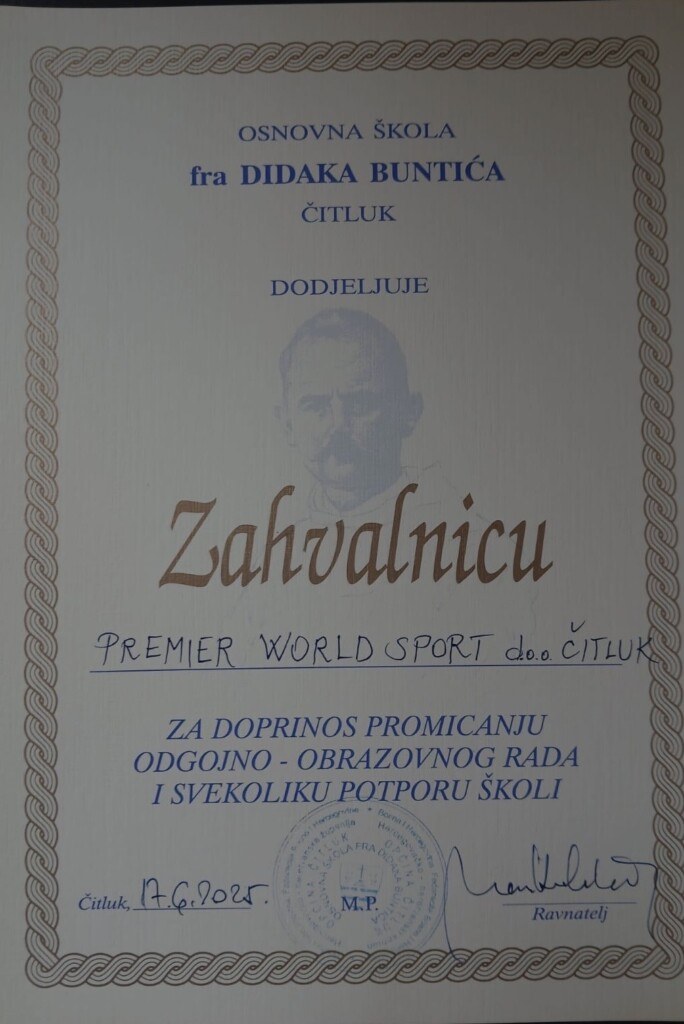 OSNOVNA ŠKOLA
fra DIDAKA BUNTIĆA
ČITLUK
DODJELJUJE
Zahvalnicu
PREMIER WORLD SPORT d.o.o. ČITLUK
ZA DOPRINOS PROMICANJU
ODGOJNO - OBRAZOVNOG RADA
I SVEKOLIKU POTPORU ŠKOLI
Čitluk, 17.6.2025.
M.P.
Ravnatelj